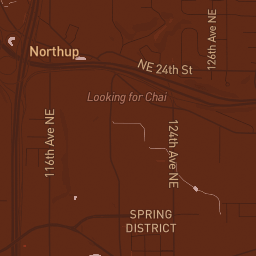 126th Ave NE
Northup
NE 24th St
Looking for Chai
116th Ave NE
124th Ave NE
SPRING
DISTRICT